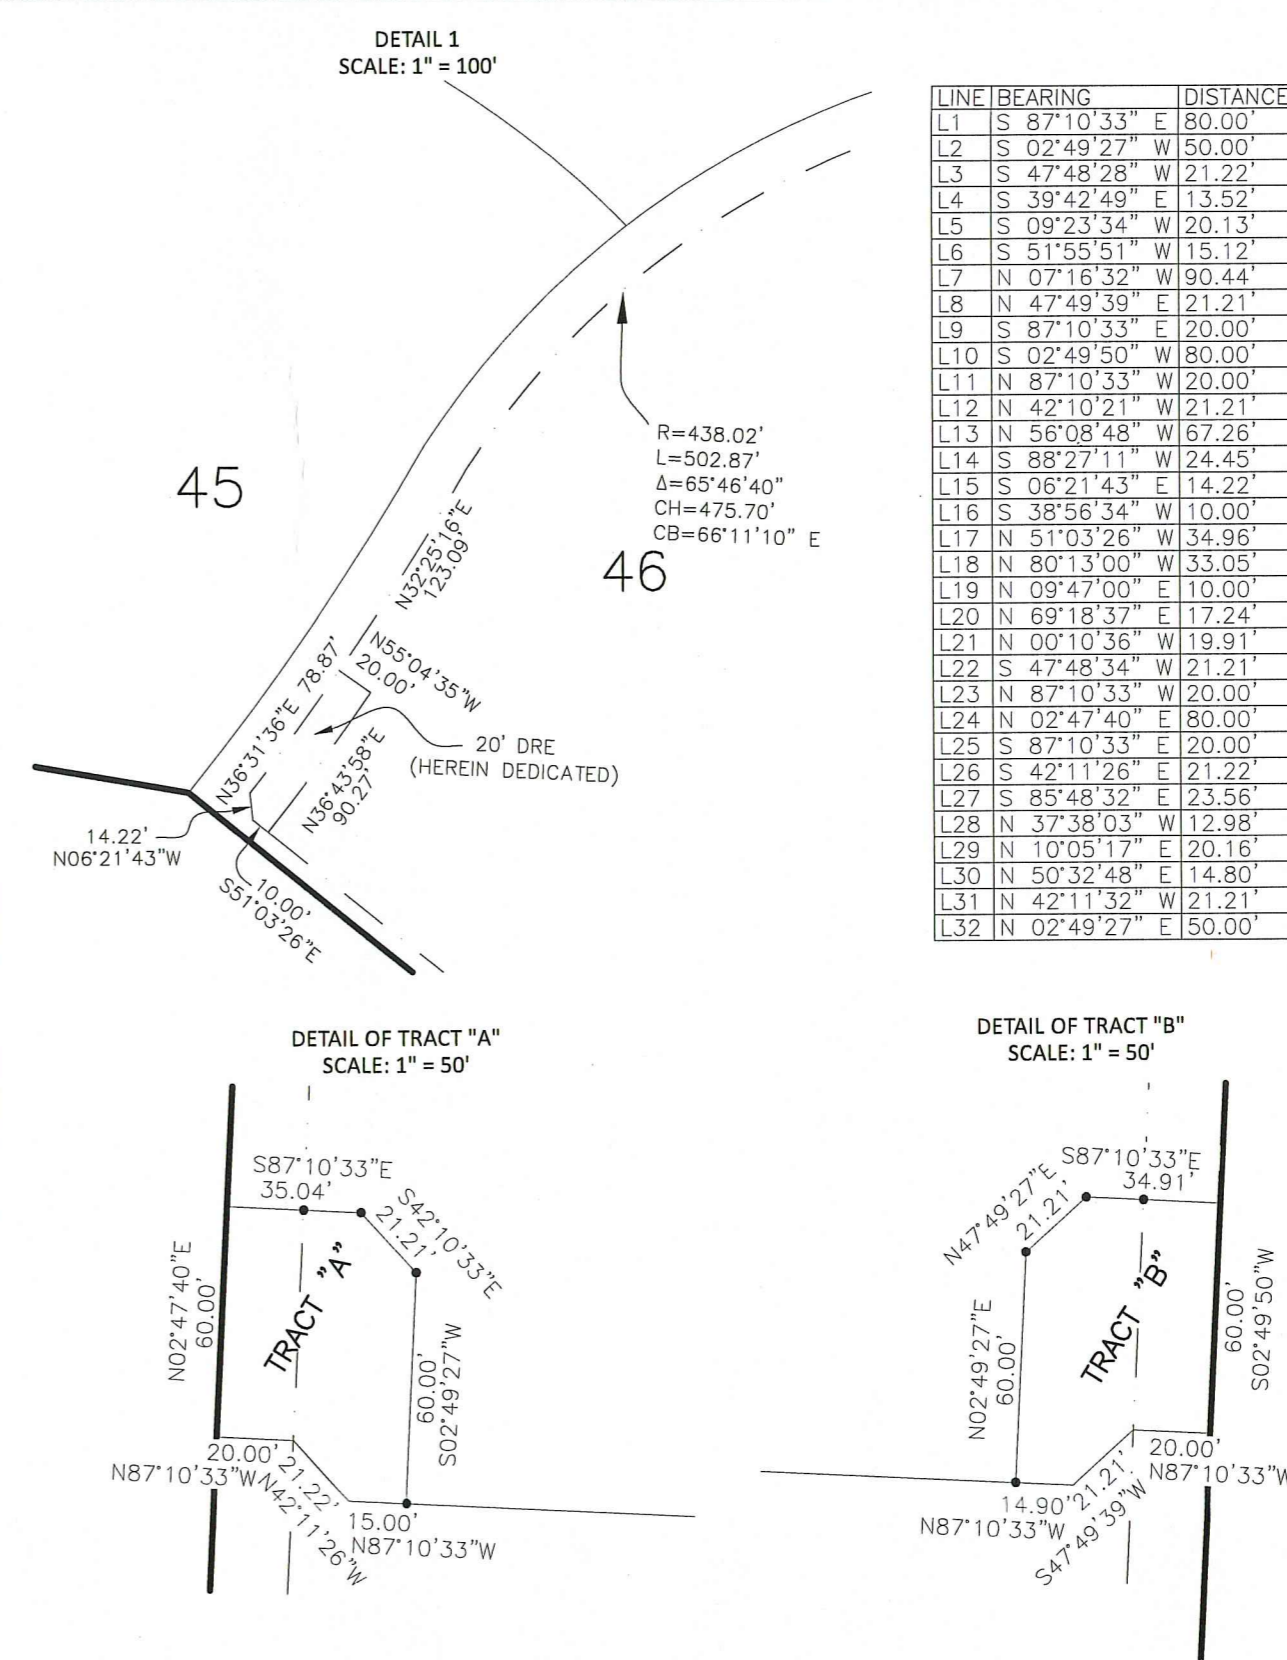 DETAIL 1
SCALE: 1" = 100'
R=438.02'
L=502.87'
Δ=65°46'40"
CH=475.70'
CB=66°11'10" E
45
46
N32°25'16"E
123.09'
N55°04'35"W
20.00'
N36°31'36"E 78.87'
20' DRE
(HEREIN DEDICATED)
N36°43'58"E
90.27'
14.22'
N06°21'43"W
10.00'
S51°03'26"E
LINE BEARING DISTANCE
L1 S 87°10'33" E 80.00'
L2 S 02°49'27" W 50.00'
L3 S 47°48'28" W 21.22'
L4 S 39°42'49" E 13.52'
L5 S 09°23'34" W 20.13'
L6 S 51°55'51" W 15.12'
L7 N 07°16'32" W 90.44'
L8 N 47°49'39" E 21.21'
L9 S 87°10'33" E 20.00'
L10 S 02°49'50" W 80.00'
L11 N 87°10'33" W 20.00'
L12 N 42°10'21" W 21.21'
L13 N 56°08'48" W 67.26'
L14 S 88°27'11" W 24.45'
L15 S 06°21'43" E 14.22'
L16 S 38°56'34" W 10.00'
L17 N 51°03'26" W 34.96'
L18 N 80°13'00" W 33.05'
L19 N 09°47'00" E 10.00'
L20 N 69°18'37" E 17.24'
L21 N 00°10'36" W 19.91'
L22 S 47°48'34" W 21.21'
L23 N 87°10'33" W 20.00'
L24 N 02°47'40" E 80.00'
L25 S 87°10'33" E 20.00'
L26 S 42°11'26" E 21.22'
L27 S 85°48'32" E 23.56'
L28 N 37°38'03" W 12.98'
L29 N 10°05'17" E 20.16'
L30 N 50°32'48" E 14.80'
L31 N 42°11'32" W 21.21'
L32 N 02°49'27" E 50.00'
DETAIL OF TRACT "A"
SCALE: 1" = 50'
S87°10'33"E
35.04'
S42°10'33"E
21.21'
TRACT "A"
N02°47'40"E
60.00'
60.00'
S02°49'27"W
20.00'
N87°10'33"W
21.22'
N42°11'26"W
15.00'
N87°10'33"W
DETAIL OF TRACT "B"
SCALE: 1" = 50'
S87°10'33"E
34.91'
N47°49'27"E
21.21'
TRACT "B"
N02°49'27"E
60.00'
60.00'
S02°49'50"W
20.00'
N87°10'33"W
14.90'
N87°10'33"W
21.21'
S47°49'39"W